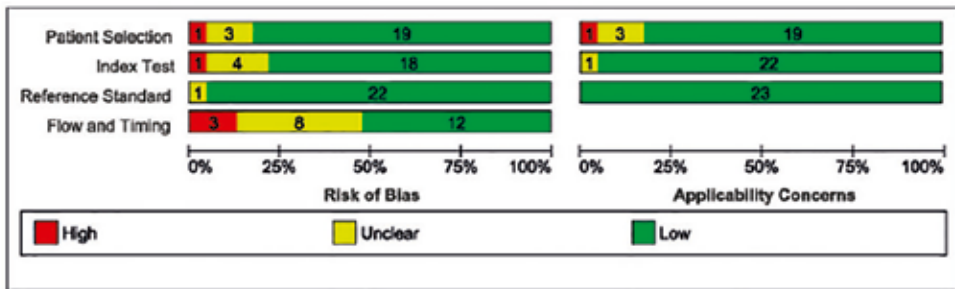 Patient Selection 1 3 19 1 3 19
Index Test 1 4 18 1 22
Reference Standard 1 22 23
Flow and Timing 3 8 12
0% 25% 50% 75% 100% 0% 25% 50% 75% 100%
Risk of Bias Applicability Concerns
High Unclear Low